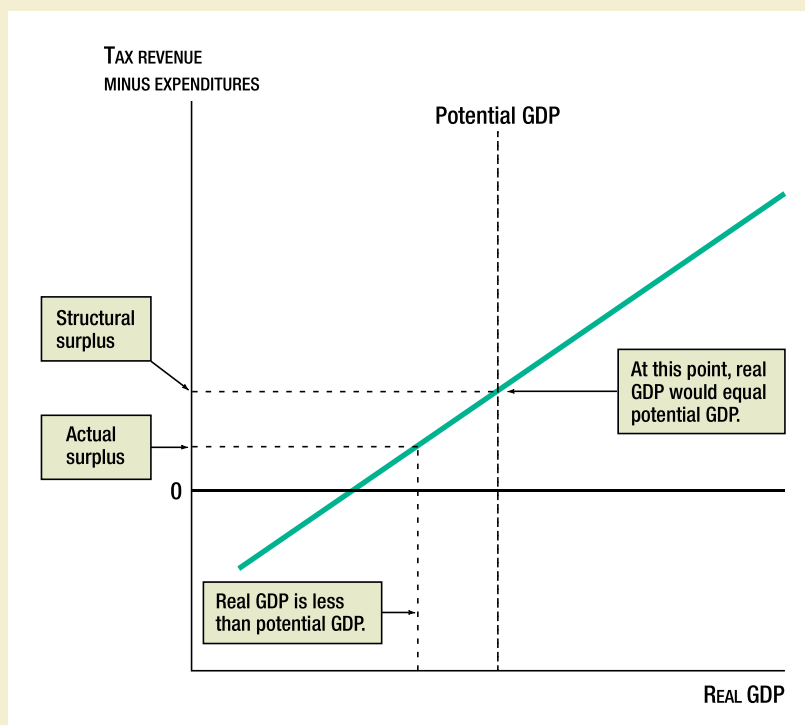 TAX REVENUE
MINUS EXPENDITURES
Potential GDP
Structural
surplus
At this point, real
GDP would equal
potential GDP.
Actual
surplus
0
Real GDP is less
than potential GDP.
REAL GDP